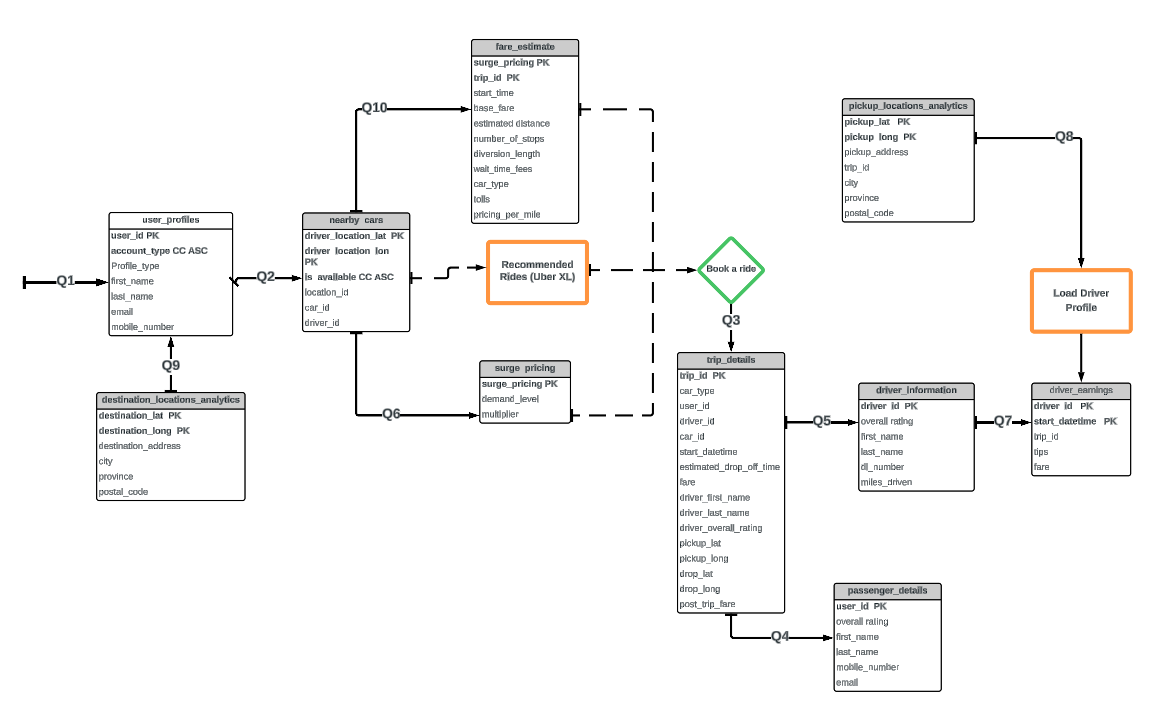 fare_estimate
surge_pricing PK
trip_id PK
start_time
base_fare
estimated distance
number_of_stops
diversion_length
wait_time_fees
car_type
tolls
pricing_per_mile
Q10
pickup_locations_analytics
pickup_lat PK
pickup_long PK
pickup_address
trip_id
city
province
postal_code
Q8
user_profiles
user_id PK
account_type CC ASC
Profile_type
first_name
last_name
email
mobile_number
Q1
Q2
nearby_cars
driver_location_lat PK
driver_location_lon
PK
is_available CC ASC
location_id
car_id
driver_id
Recommended
Rides (Uber XL)
Book a ride
Load Driver
Profile
Q3
Q9
destination_locations_analytics
destination_lat PK
destination_long PK
destination_address
city
province
postal_code
Q6
surge_pricing
surge_pricing PK
demand_level
multiplier
trip_details
trip_id PK
car_type
user_id
driver_id
car_id
start_datetime
estimated_drop_off_time
fare
driver_first_name
driver_last_name
driver_overall_rating
pickup_lat
pickup_long
drop_lat
drop_long
post_trip_fare
Q5
driver_information
driver_id PK
overall rating
first_name
last_name
dl_number
miles_driven
Q7
driver_earnings
driver_id PK
start_datetime PK
trip_id
tips
fare
Q4
passenger_details
user_id PK
overall rating
first_name
last_name
mobile_number
email